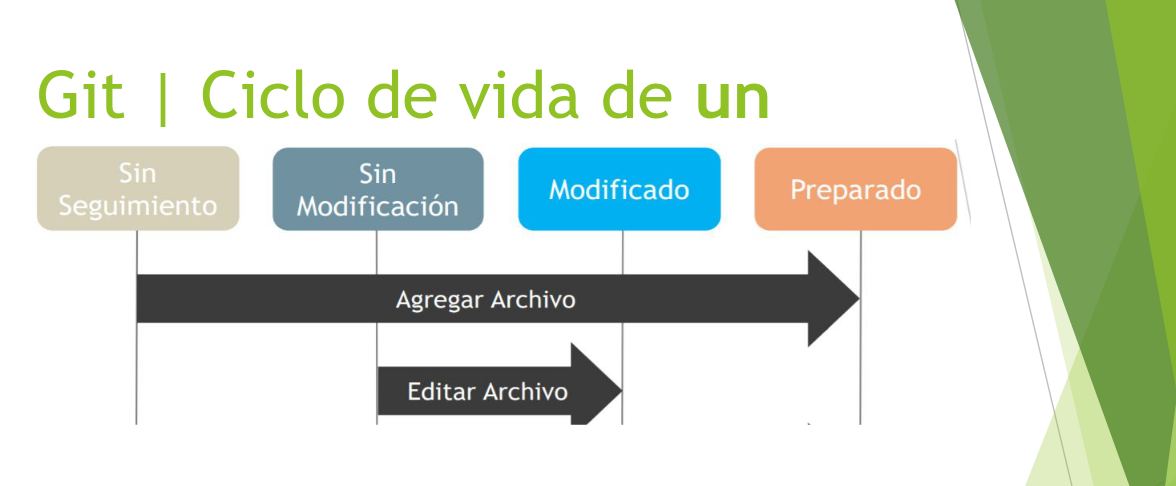 Git | Ciclo de vida de un
Sin
Seguimiento
Sin
Modificación
Modificado
Preparado
Agregar Archivo
Editar Archivo